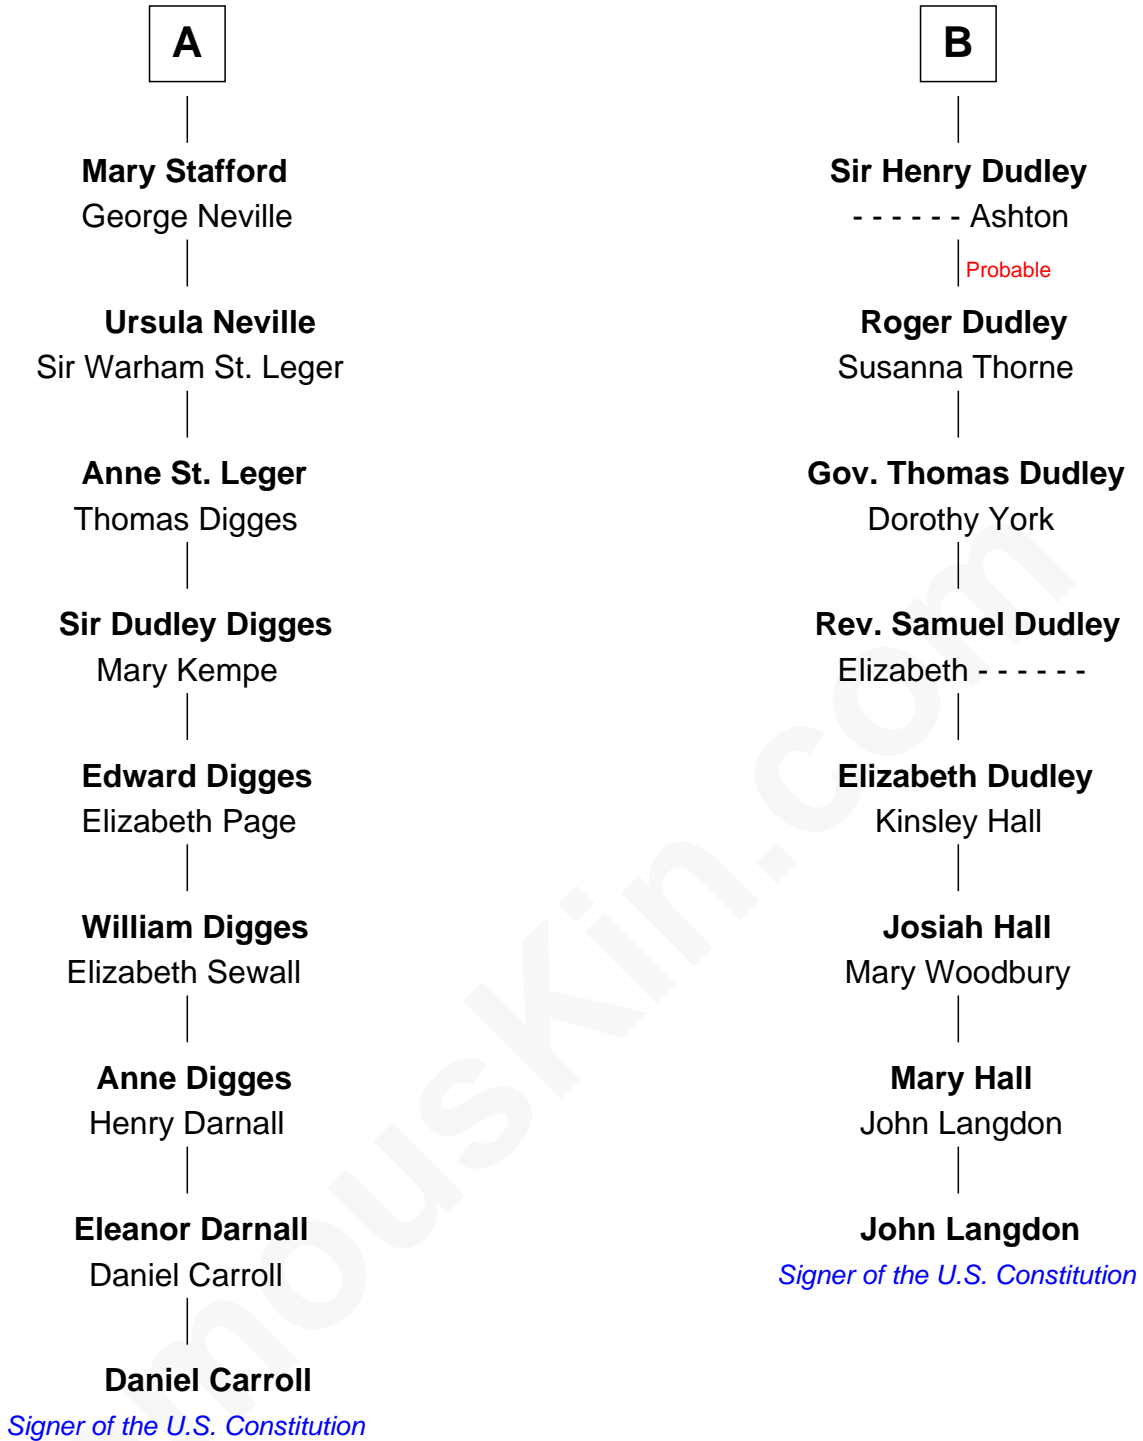 A
Mary Stafford
George Neville
Ursula Neville
Sir Warham St. Leger
Anne St. Leger
Thomas Digges
Sir Dudley Digges
Mary Kempe
Edward Digges
Elizabeth Page
William Digges
Elizabeth Sewall
Anne Digges
Henry Darnall
Eleanor Darnall
Daniel Carroll
Daniel Carroll
Signer of the U.S. Constitution
B
Sir Henry Dudley
- - - - - - Ashton
Probable
Roger Dudley
Susanna Thorne
Gov. Thomas Dudley
Dorothy York
Rev. Samuel Dudley
Elizabeth - - - - - -
Elizabeth Dudley
Kinsley Hall
Josiah Hall
Mary Woodbury
Mary Hall
John Langdon
John Langdon
Signer of the U.S. Constitution
mousKin.com